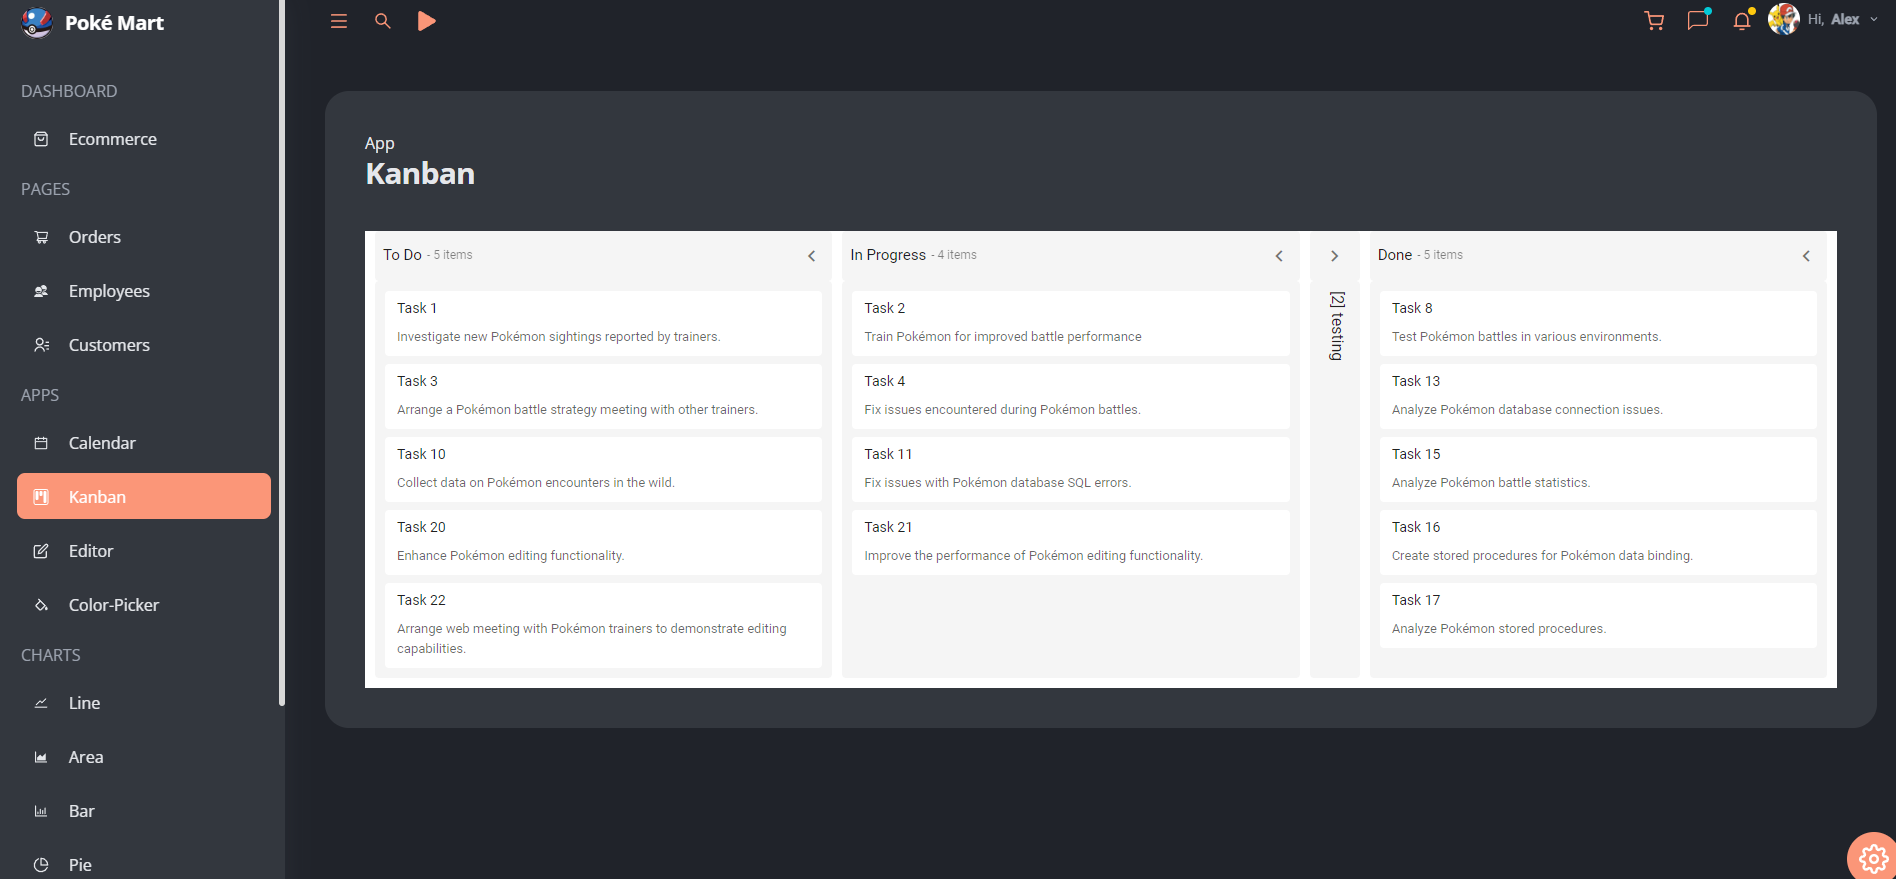 Poké Mart
Hi, Alex
DASHBOARD
Ecommerce
PAGES
Orders
Employees
Customers
APPS
Calendar
Kanban
Editor
Color-Picker
CHARTS
Line
Area
Bar
Pie
App
Kanban
To Do - 5 items
Task 1
Investigate new Pokémon sightings reported by trainers.
Task 3
Arrange a Pokémon battle strategy meeting with other trainers.
Task 10
Collect data on Pokémon encounters in the wild.
Task 20
Enhance Pokémon editing functionality.
Task 22
Arrange web meeting with Pokémon trainers to demonstrate editing
capabilities.
In Progress - 4 items
Task 2
Train Pokémon for improved battle performance
Task 4
Fix issues encountered during Pokémon battles.
Task 11
Fix issues with Pokémon database SQL errors.
Task 21
Improve the performance of Pokémon editing functionality.
[2] testing
Done - 5 items
Task 8
Test Pokémon battles in various environments.
Task 13
Analyze Pokémon database connection issues.
Task 15
Analyze Pokémon battle statistics.
Task 16
Create stored procedures for Pokémon data binding.
Task 17
Analyze Pokémon stored procedures.